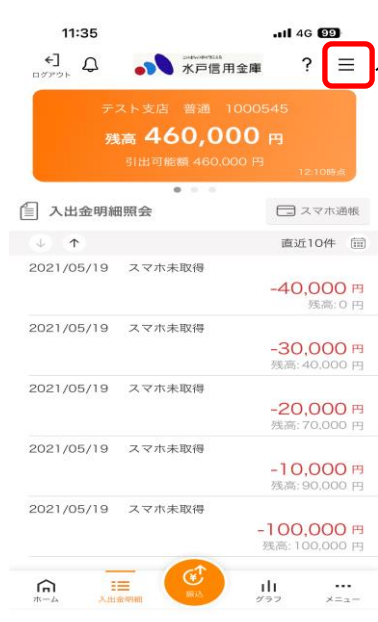 11:35 4G 99
ログアウト 水戸信用金庫 ?
テスト支店 普通 1000545
残高 460,000 円
引出可能額 460,000 円
12:10時点
入出金明細照会 スマホ通帳
直近10件
2021/05/19 スマホ未取得
-40,000 円
残高: 0 円
2021/05/19 スマホ未取得
-30,000 円
残高: 40,000 円
2021/05/19 スマホ未取得
-20,000 円
残高: 70,000 円
2021/05/19 スマホ未取得
-10,000 円
残高: 90,000 円
2021/05/19 スマホ未取得
-100,000 円
残高: 100,000 円
ホーム 入出金明細 振込 グラフ メニュー